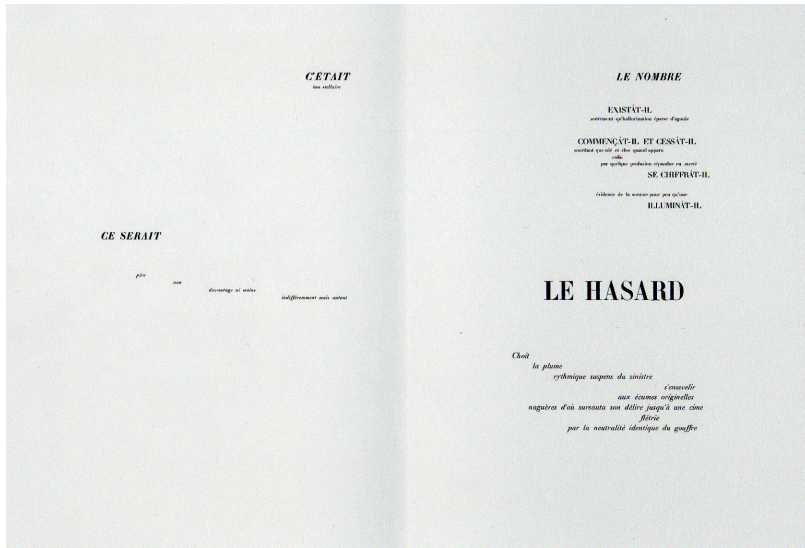 C'ÉTAIT
issu stellaire
CE SERAIT
pire
non
davantage ni moins
indifféremment mais autant
LE NOMBRE
EXISTÂT-IL
autrement qu'hallucination éparse d'agonie
COMMENÇÂT-IL ET CESSÂT-IL
sourdant que nié et clos quand apparu
enfin
par quelque profusion répandue en rareté
SE CHIFFRÂT-IL
évidence de la somme pour peu qu'une
ILLUMINÂT-IL
LE HASARD
Choit
la plume
rythmique suspens du sinistre
s'ensevelir
aux écumes originelles
naguères d'où sursauta son délire jusqu'à une cime
flétrie
par la neutralité identique du gouffre